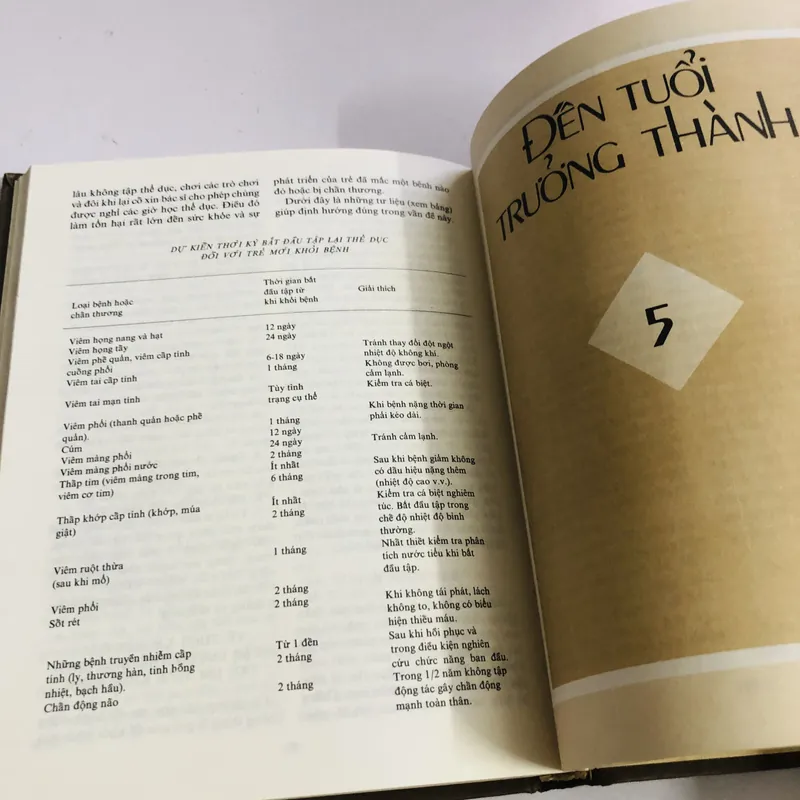 lâu không tập thể dục, chơi các trò chơi
và đôi khi lại cố xin bác sĩ cho phép chúng
được nghỉ các giờ học thể dục. Điều đó
làm tổn hại rất lớn đến sức khỏe và sự
phát triển của trẻ đã mắc một bệnh nào
đó hoặc bị chấn thương.
Dưới đây là những tư liệu (xem bảng)
giúp định hướng đúng trong vấn đề này.
DỰ KIẾN THỜI KỲ BẮT ĐẦU TẬP LẠI THỂ DỤC
ĐỐI VỚI TRẺ MỚI KHỎI BỆNH
Loại bệnh hoặc
chấn thương
Thời gian bắt
đầu tập từ
khi khỏi bệnh
Giải thích
Viêm họng nang và hạt
12 ngày
Viêm họng tấy
24 ngày
Viêm phế quản, viêm cấp tính
cuống phổi
6-18 ngày
Tránh thay đổi đột ngột
nhiệt độ không khí.
Viêm tai cấp tính
1 tháng
Không được bơi, phòng
cảm lạnh.
Viêm tai mạn tính
Tùy tình
trạng cụ thể
Kiểm tra cá biệt.
Viêm phổi (thanh quản hoặc phế
quản).
1 tháng
Khi bệnh nặng thời gian
phải kéo dài.
Cúm
12 ngày
Viêm màng phổi
24 ngày
Tránh cảm lạnh.
Viêm màng phổi nước
2 tháng
Thấp tim (viêm màng trong tim,
viêm cơ tim)
Ít nhất
6 tháng
Sau khi bệnh giảm không
có dấu hiệu nặng thêm
(nhiệt độ cao v.v.).
Thấp khớp cấp tính (khớp, múa
giật)
Ít nhất
2 tháng
Kiểm tra cá biệt nghiêm
túc. Bắt đầu tập trong
chế độ nhiệt độ bình
thường.
Viêm ruột thừa
(sau khi mổ)
1 tháng
Nhất thiết kiểm tra phân
tích nước tiểu khi bắt
đầu tập.
Viêm phổi
2 tháng
Sốt rét
2 tháng
Khi không tái phát, lách
không to, không có biểu
hiện thiếu máu.
Những bệnh truyền nhiễm cấp
tính (lỵ, thương hàn, tinh hồng
nhiệt, bạch hầu).
Từ 1 đến
2 tháng
Sau khi hồi phục và
trong điều kiện nghiên
cứu chức năng ban đầu.
Chấn động não
2 tháng
Trong 1/2 năm không tập
động tác gây chấn động
mạnh toàn thân.
ĐẾN TUỔI
TRƯỞNG THÀNH
5